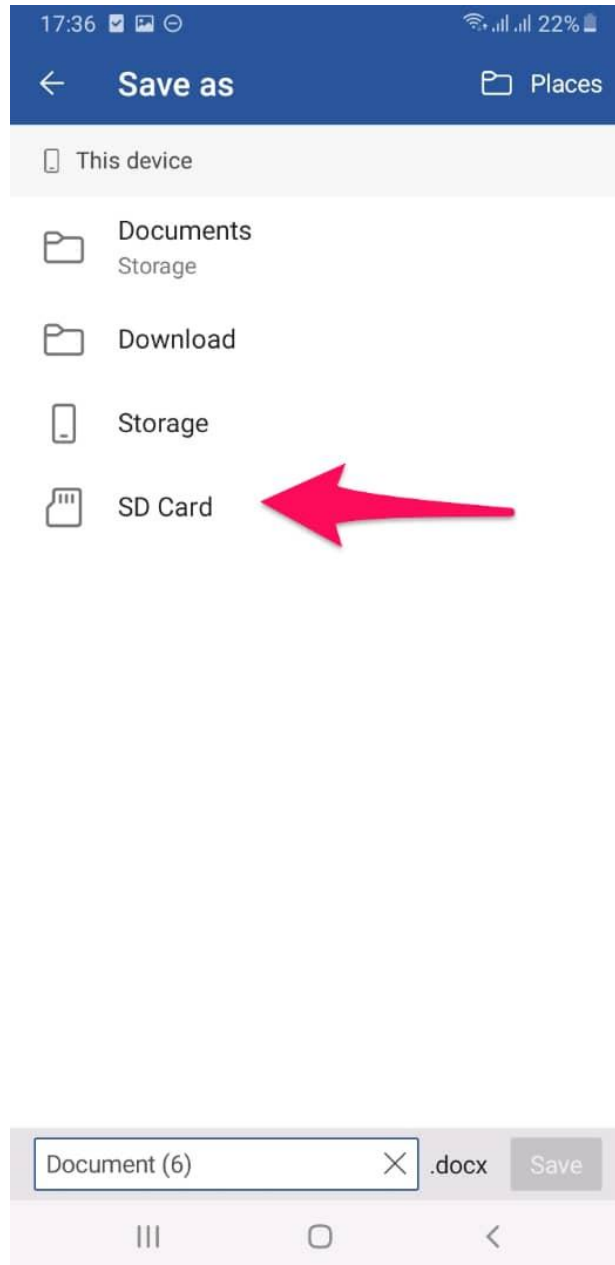 17:36 22%
Save as Places
This device
Documents
Storage
Download
Storage
SD Card
Document (6) .docx Save